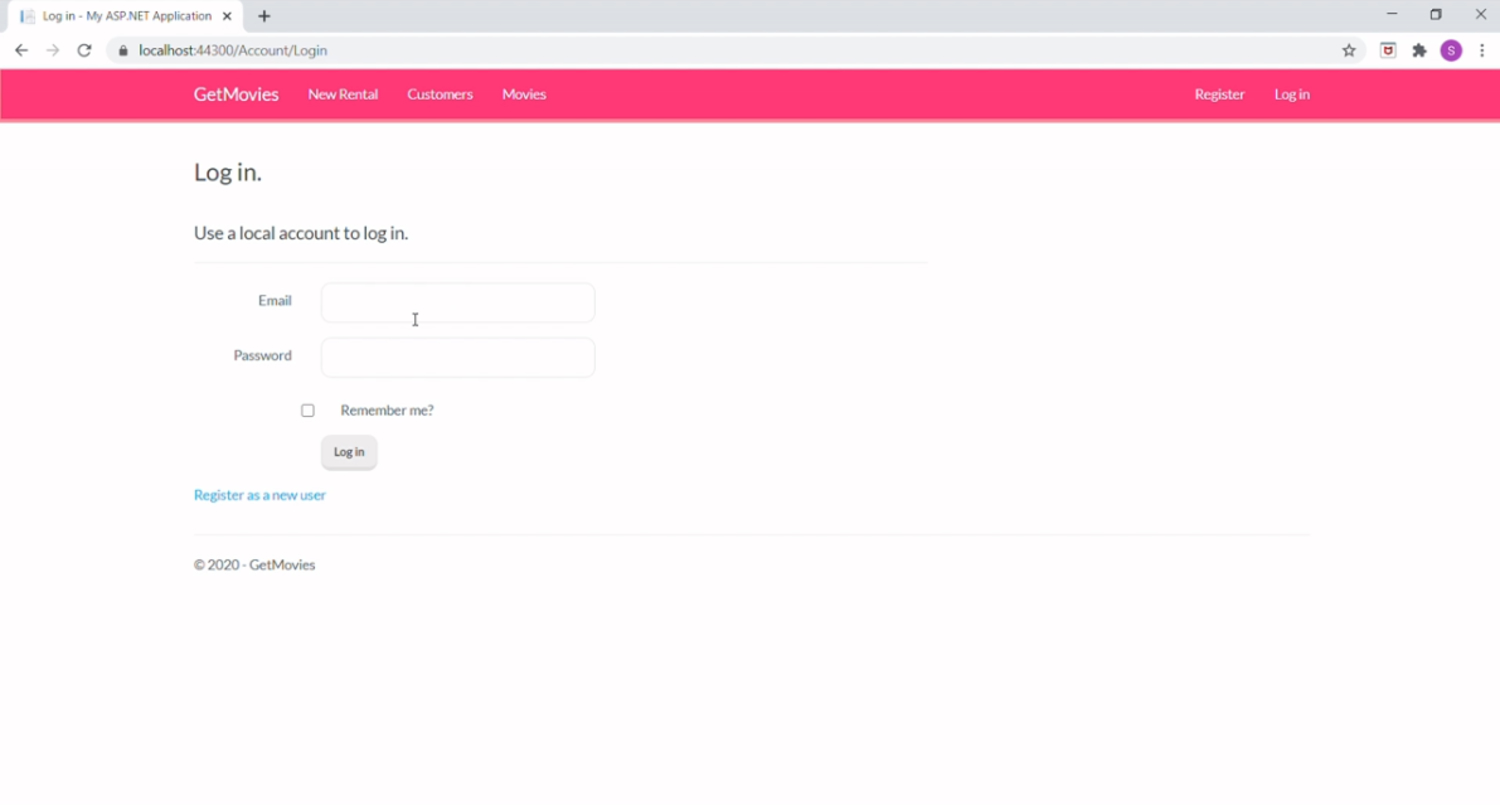 Log in - My ASP.NET Application
localhost:44300/Account/Login
S
GetMovies New Rental Customers Movies Register Log in
Log in.
Use a local account to log in.
Email
Password
Remember me?
Log in
Register as a new user
© 2020 - GetMovies